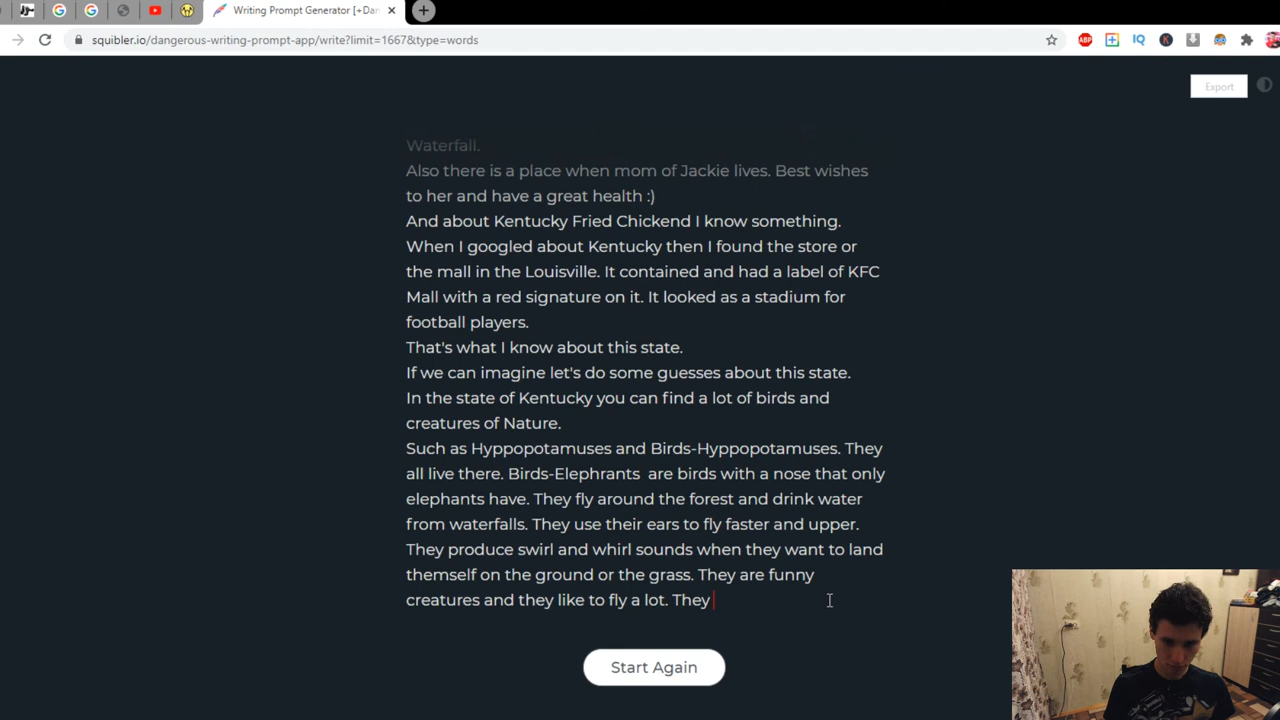 Writing Prompt Generator [+Dan
squibler.io/dangerous-writing-prompt-app/write?limit=1667&type=words
ABP
IQ
K
Export
Waterfall.
Also there is a place when mom of Jackie lives. Best wishes
to her and have a great health :)
And about Kentucky Fried Chickend I know something.
When I googled about Kentucky then I found the store or
the mall in the Louisville. It contained and had a label of KFC
Mall with a red signature on it. It looked as a stadium for
football players.
That's what I know about this state.
If we can imagine let's do some guesses about this state.
In the state of Kentucky you can find a lot of birds and
creatures of Nature.
Such as Hyppopotamuses and Birds-Hyppopotamuses. They
all live there. Birds-Elephrants  are birds with a nose that only
elephants have. They fly around the forest and drink water
from waterfalls. They use their ears to fly faster and upper.
They produce swirl and whirl sounds when they want to land
themself on the ground or the grass. They are funny
creatures and they like to fly a lot. They
Start Again